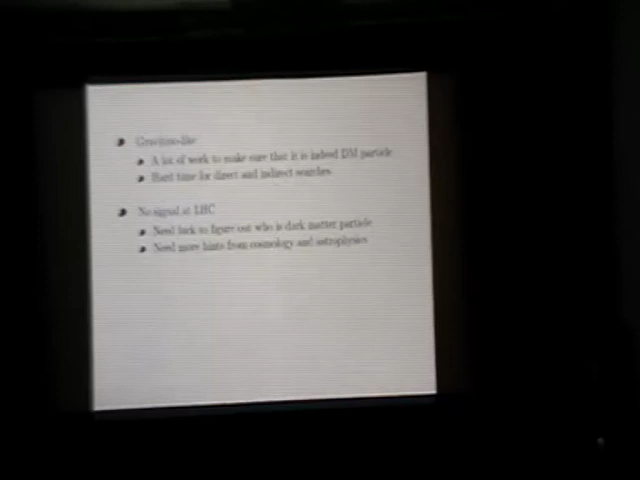 Gravitino-like
A lot of work to make sure that it is indeed DM particle
Hard time for direct and indirect searches
No signal at LHC
Need luck to figure out who is dark matter particle
Need more hints from cosmology and astrophysics